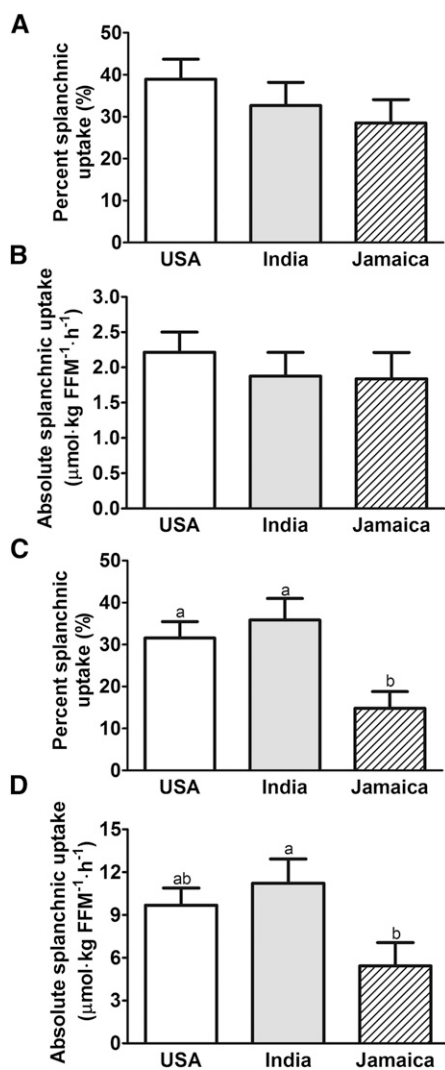 A
Percent splanchnic
uptake (%)
50
40
30
20
10
0
USA India Jamaica
B
Absolute splanchnic uptake
(µmol·kg FFM⁻¹·h⁻¹)
3.0
2.5
2.0
1.5
1.0
0.5
0.0
USA India Jamaica
C
Percent splanchnic
uptake (%)
50
40
30
20
10
0
a
a
b
USA India Jamaica
D
Absolute splanchnic uptake
(µmol·kg FFM⁻¹·h⁻¹)
15
12
9
6
3
0
ab
a
b
USA India Jamaica